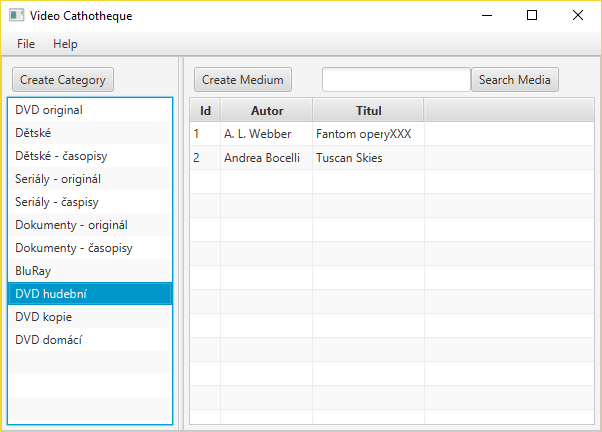 Video Cathotheque
File Help
Create Category
DVD original
Dětské
Dětské - časopisy
Seriály - originál
Seriály - časpisy
Dokumenty - originál
Dokumenty - časopisy
BluRay
DVD hudební
DVD kopie
DVD domácí
Create Medium Search Media
Id Autor Titul
1 A. L. Webber Fantom operyXXX
2 Andrea Bocelli Tuscan Skies